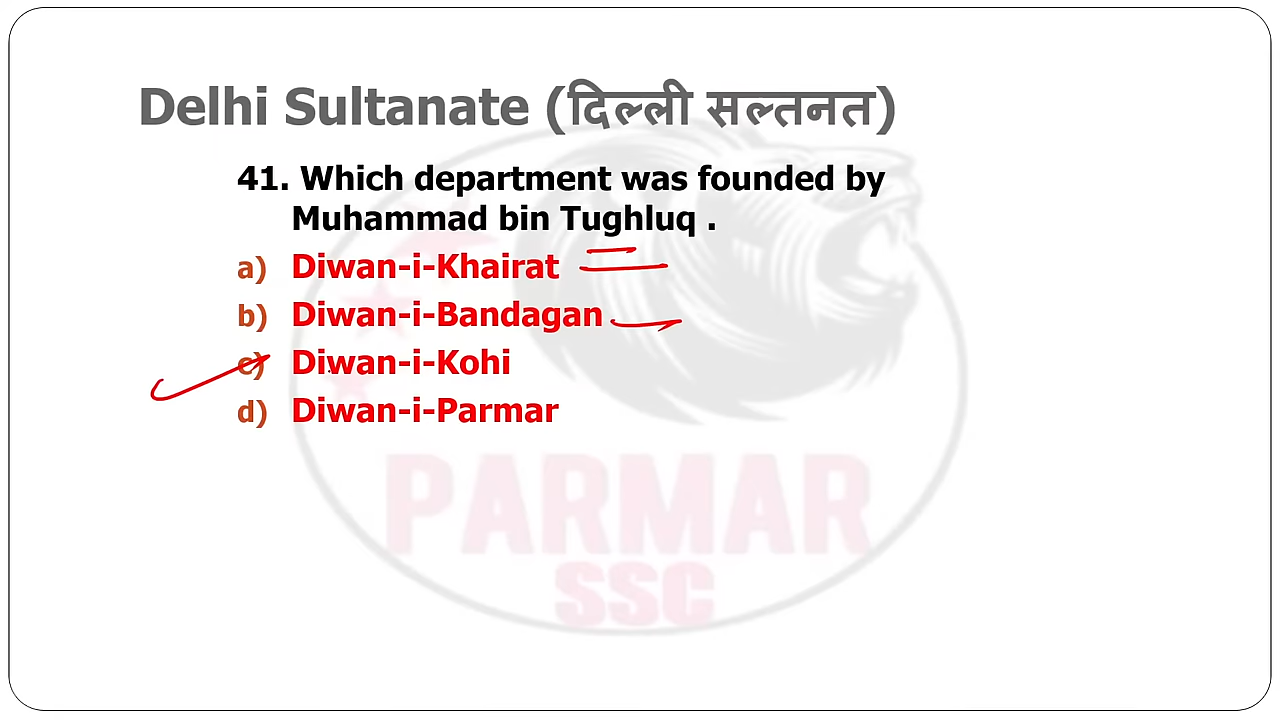 Delhi Sultanate (दिल्ली सल्तनत)
41. Which department was founded by
Muhammad bin Tughluq .
a) Diwan-i-Khairat
b) Diwan-i-Bandagan
c) Diwan-i-Kohi
d) Diwan-i-Parmar
PARMAR
SSC